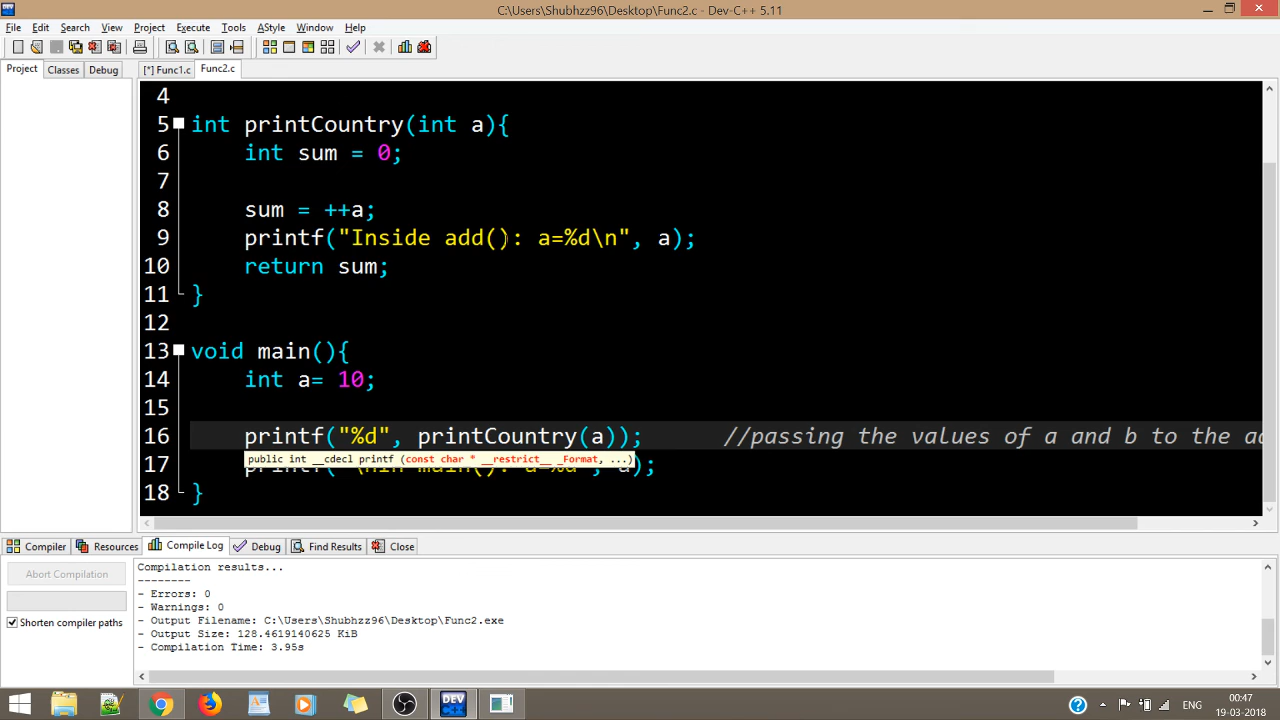 C:\Users\Shubhzz96\Desktop\Func2.c - Dev-C++ 5.11
File Edit Search View Project Execute Tools AStyle Window Help
Project Classes Debug [*] Func1.c Func2.c
4
5 int printCountry(int a){
6 int sum = 0;
7
8 sum = ++a;
9 printf("Inside add(): a=%d\n", a);
10 return sum;
11 }
12
13 void main(){
14 int a= 10;
15
16 printf("%d", printCountry(a)); //passing the values of a and b to the
public int __cdecl printf (const char * __restrict__ _Format, ...)
17 printf("\nIn main(): a=%d", a);
18 }
Compiler Resources Compile Log Debug Find Results Close
Abort Compilation
Shorten compiler paths
Compilation results...
--------
- Errors: 0
- Warnings: 0
- Output Filename: C:\Users\Shubhzz96\Desktop\Func2.exe
- Output Size: 128.4619140625 KiB
- Compilation Time: 3.95s
DEV C++
ENG
00:47
19-03-2018